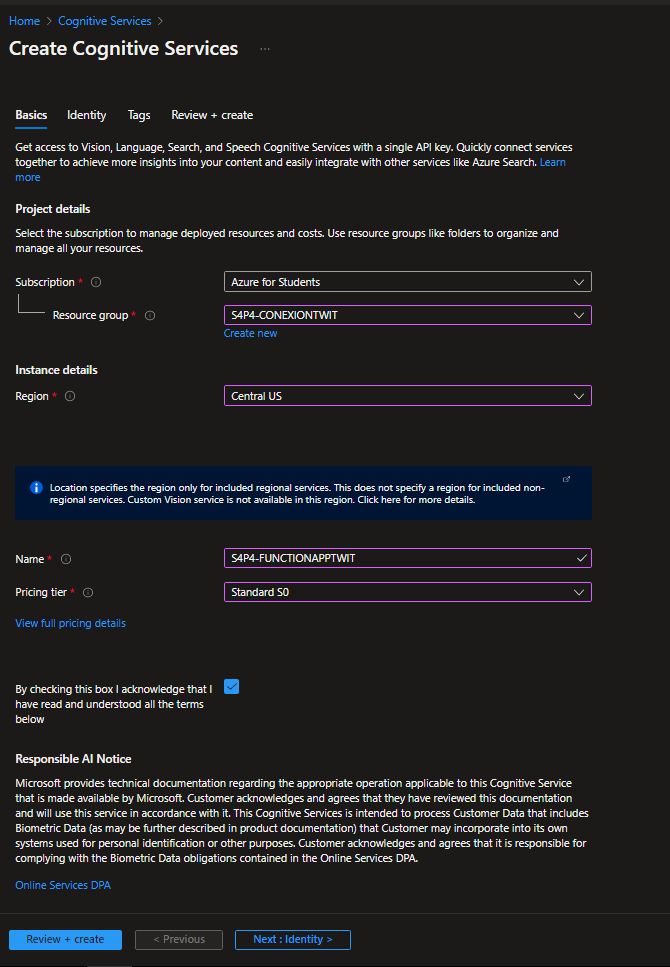 Home > Cognitive Services >
Create Cognitive Services ...
Basics Identity Tags Review + create
Get access to Vision, Language, Search, and Speech Cognitive Services with a single API key. Quickly connect services
together to achieve more insights into your content and easily integrate with other services like Azure Search. Learn
more
Project details
Select the subscription to manage deployed resources and costs. Use resource groups like folders to organize and
manage all your resources.
Subscription * Azure for Students
Resource group * S4P4-CONEXIONTWIT
Create new
Instance details
Region * Central US
Location specifies the region only for included regional services. This does not specify a region for included non-
regional services. Custom Vision service is not available in this region. Click here for more details.
Name * S4P4-FUNCTIONAPPTWIT
Pricing tier * Standard S0
View full pricing details
By checking this box I acknowledge that I
have read and understood all the terms
below
Responsible AI Notice
Microsoft provides technical documentation regarding the appropriate operation applicable to this Cognitive Service
that is made available by Microsoft. Customer acknowledges and agrees that they have reviewed this documentation
and will use this service in accordance with it. This Cognitive Services is intended to process Customer Data that includes
Biometric Data (as may be further described in product documentation) that Customer may incorporate into its own
systems used for personal identification or other purposes. Customer acknowledges and agrees that it is responsible for
complying with the Biometric Data obligations contained in the Online Services DPA.
Online Services DPA
Review + create < Previous Next : Identity >